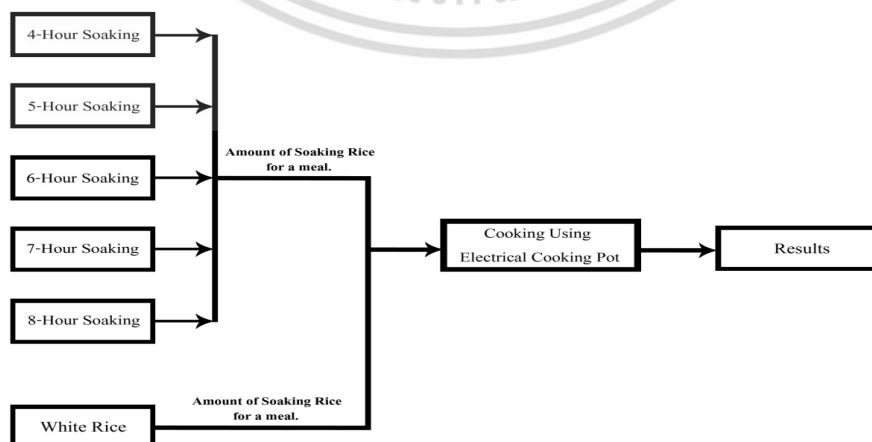 4-Hour Soaking
5-Hour Soaking
Amount of Soaking Rice
for a meal.
6-Hour Soaking
Cooking Using
Electrical Cooking Pot
Results
7-Hour Soaking
8-Hour Soaking
Amount of Soaking Rice
for a meal.
White Rice